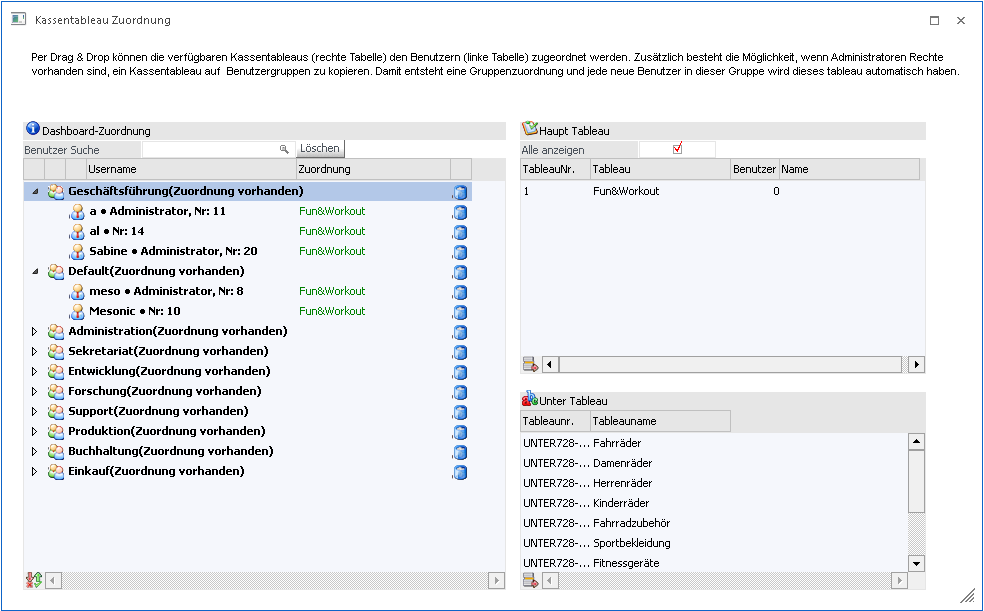 Kassentableau Zuordnung
Per Drag & Drop können die verfügbaren Kassentableaus (rechte Tabelle) den Benutzern (linke Tabelle) zugeordnet werden. Zusätzlich besteht die Möglichkeit, wenn Administratoren Rechte
vorhanden sind, ein Kassentableau auf Benutzergruppen zu kopieren. Damit entsteht eine Gruppenzuordnung und jede neue Benutzer in dieser Gruppe wird dieses tableau automatisch haben.
Dashboard-Zuordnung
Benutzer Suche Löschen
Username Zuordnung
Geschäftsführung(Zuordnung vorhanden)
a • Administrator, Nr: 11 Fun&Workout
al • Nr: 14 Fun&Workout
Sabine • Administrator, Nr: 20 Fun&Workout
Default(Zuordnung vorhanden)
meso • Administrator, Nr: 8 Fun&Workout
Mesonic • Nr: 10 Fun&Workout
Administration(Zuordnung vorhanden)
Sekretariat(Zuordnung vorhanden)
Entwicklung(Zuordnung vorhanden)
Forschung(Zuordnung vorhanden)
Support(Zuordnung vorhanden)
Produktion(Zuordnung vorhanden)
Buchhaltung(Zuordnung vorhanden)
Einkauf(Zuordnung vorhanden)
Haupt Tableau
Alle anzeigen
TableauNr. Tableau Benutzer Name
1 Fun&Workout 0
Unter Tableau
Tableaunr. Tableauname
UNTER728-... Fahrräder
UNTER728-... Damenräder
UNTER728-... Herrenräder
UNTER728-... Kinderräder
UNTER728-... Fahrradzubehör
UNTER728-... Sportbekleidung
UNTER728-... Fitnessgeräte